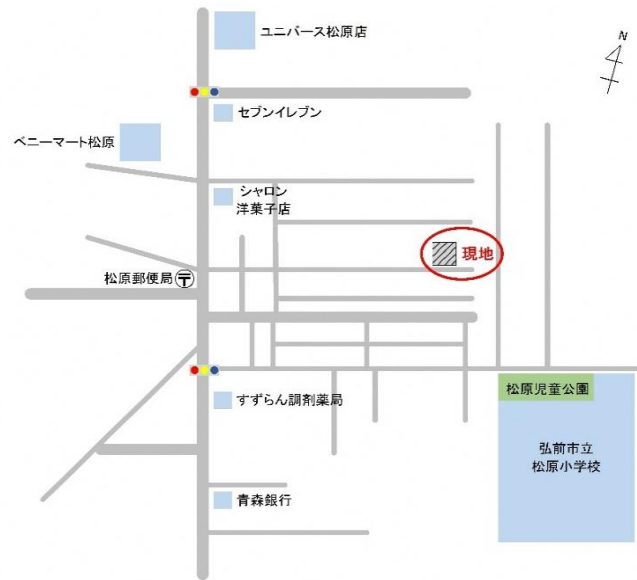 ユニバース松原店
N
セブンイレブン
ベニーマート松原
シャロン
洋菓子店
現地
松原郵便局
松原児童公園
すずらん調剤薬局
弘前市立
松原小学校
青森銀行